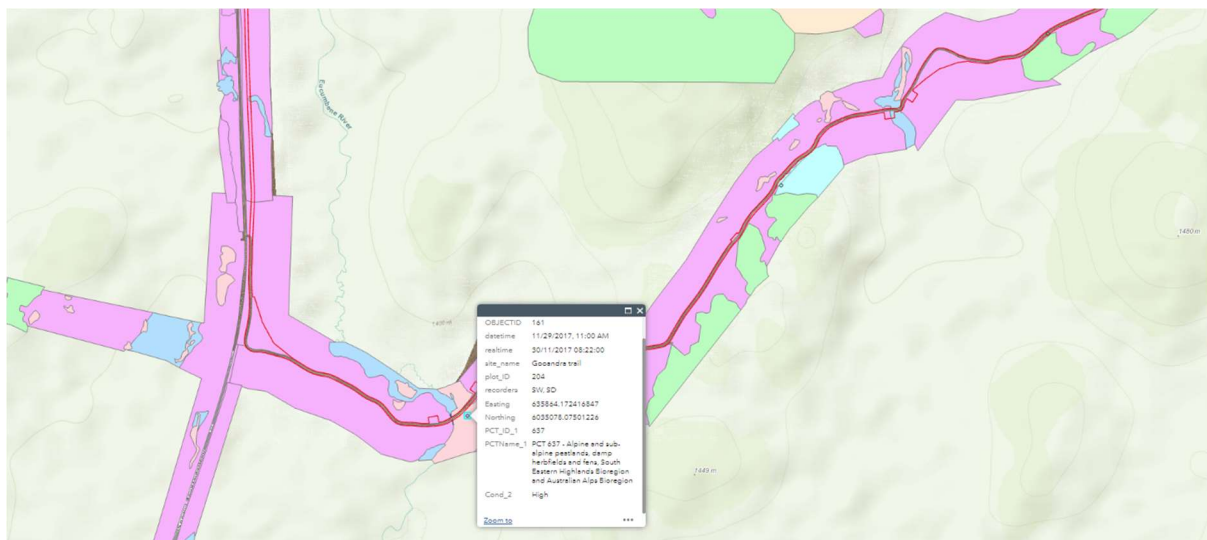 Eucumbene River
1480 m
OBJECTID 161
datetime 11/29/2017, 11:00 AM
realtime 30/11/2017 08:22:00
site_name Gooandra trail
plot_ID 204
recorders SW, SD
Easting 635864.172416847
Northing 6035078.07501226
PCT_ID_1 637
PCTName_1 PCT 637 - Alpine and sub-
alpine peatlands, damp
herbfields and fens, South
Eastern Highlands Bioregion
and Australian Alps Bioregion
Cond_2 High
1449 m
Zoom to